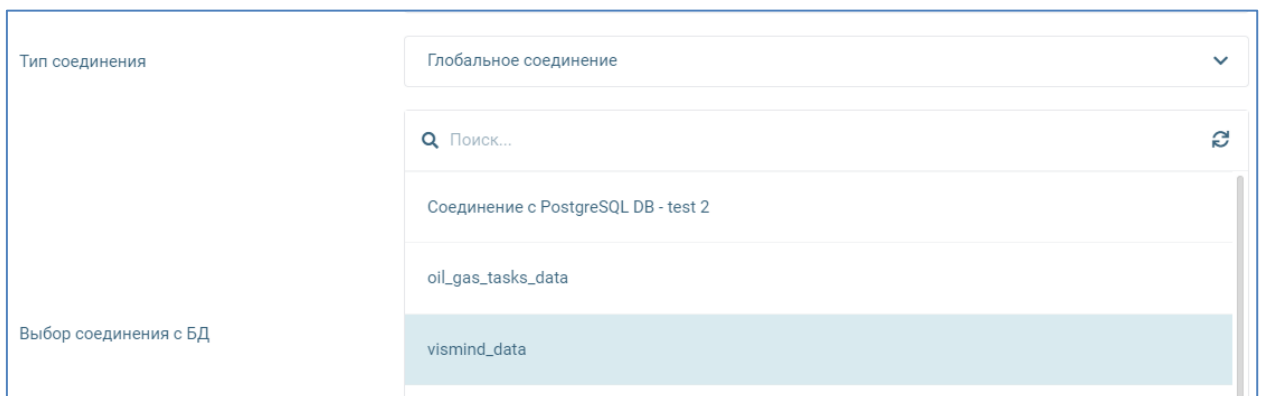 Тип соединения
Глобальное соединение
Поиск...
Соединение с PostgreSQL DB - test 2
oil_gas_tasks_data
Выбор соединения с БД
vismind_data